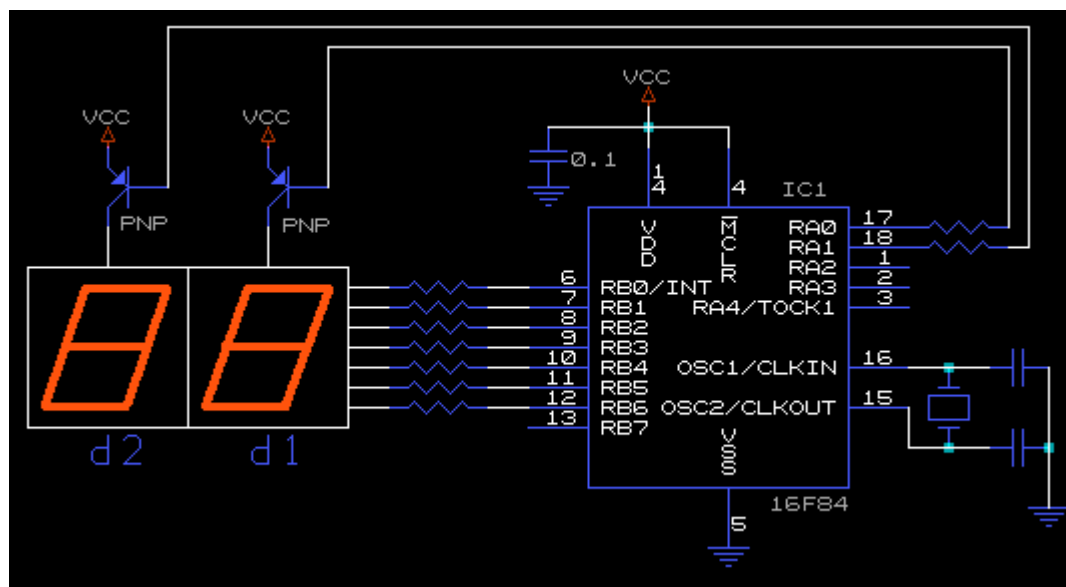 VCC
VCC
VCC
0.1
1
4
4
IC1
PNP
PNP
VDD
MCLR
RA0 17
RA1 18
RA2 1
RA3 2
RA4/TOCK1 3
6 RB0/INT
7 RB1
8 RB2
9 RB3
10 RB4
11 RB5
12 RB6
13 RB7
OSC1/CLKIN 16
OSC2/CLKOUT 15
VSS
d2
d1
16F84
5